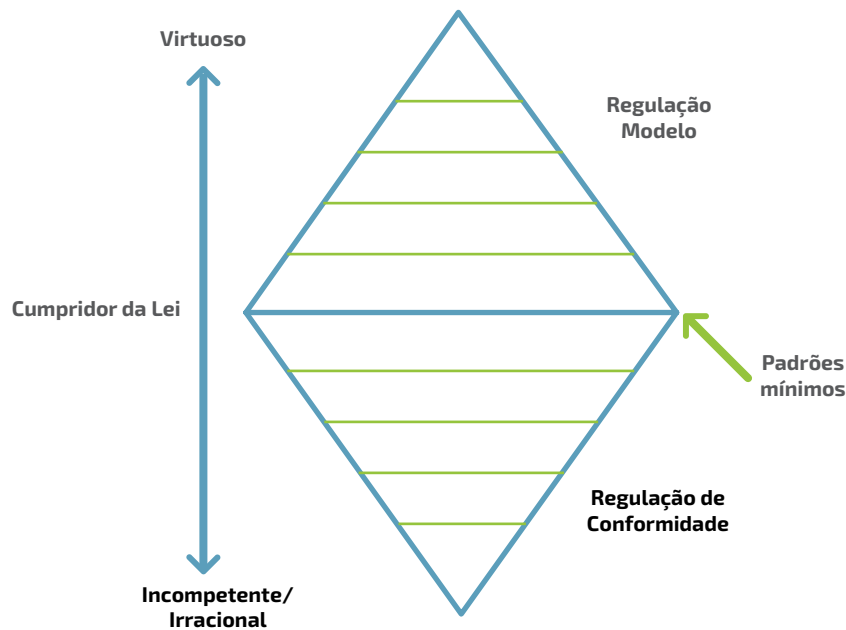 Virtuoso
Regulação
Modelo
Cumpridor da Lei
Padrões
mínimos
Regulação de
Conformidade
Incompetente/
Irracional